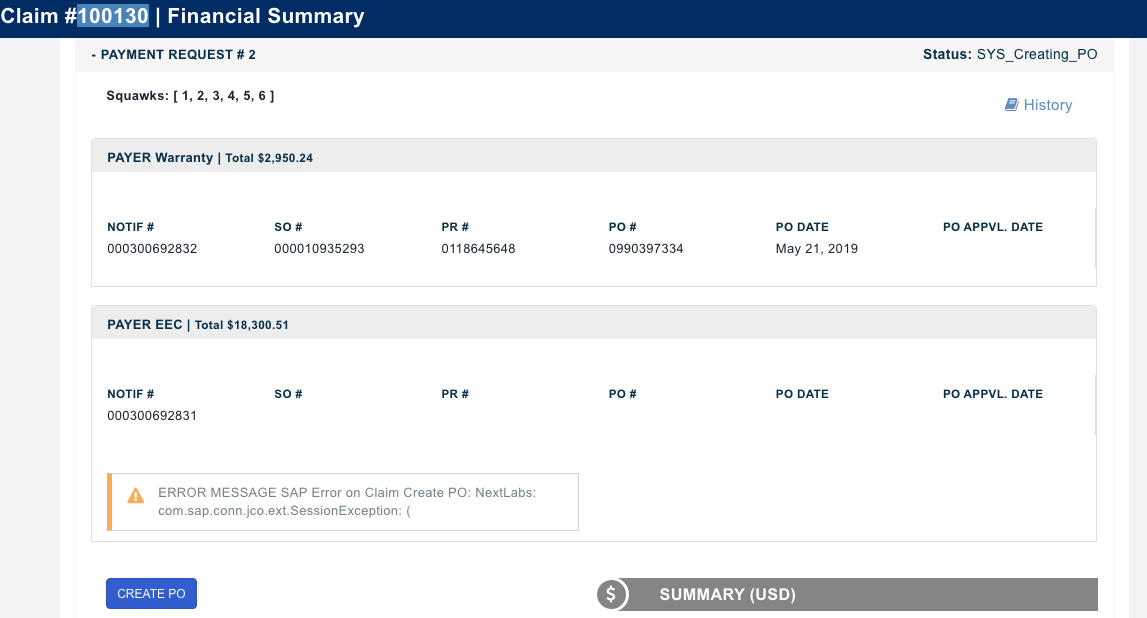 Claim #100130 | Financial Summary
- PAYMENT REQUEST # 2
Status: SYS_Creating_PO
Squawks: [ 1, 2, 3, 4, 5, 6 ]
History
PAYER Warranty | Total $2,950.24
NOTIF # SO # PR # PO # PO DATE PO APPVL. DATE
000300692832 000010935293 0118645648 0990397334 May 21, 2019
PAYER EEC | Total $18,300.51
NOTIF # SO # PR # PO # PO DATE PO APPVL. DATE
000300692831
ERROR MESSAGE SAP Error on Claim Create PO: NextLabs:
com.sap.conn.jco.ext.SessionException: (
CREATE PO
$ SUMMARY (USD)